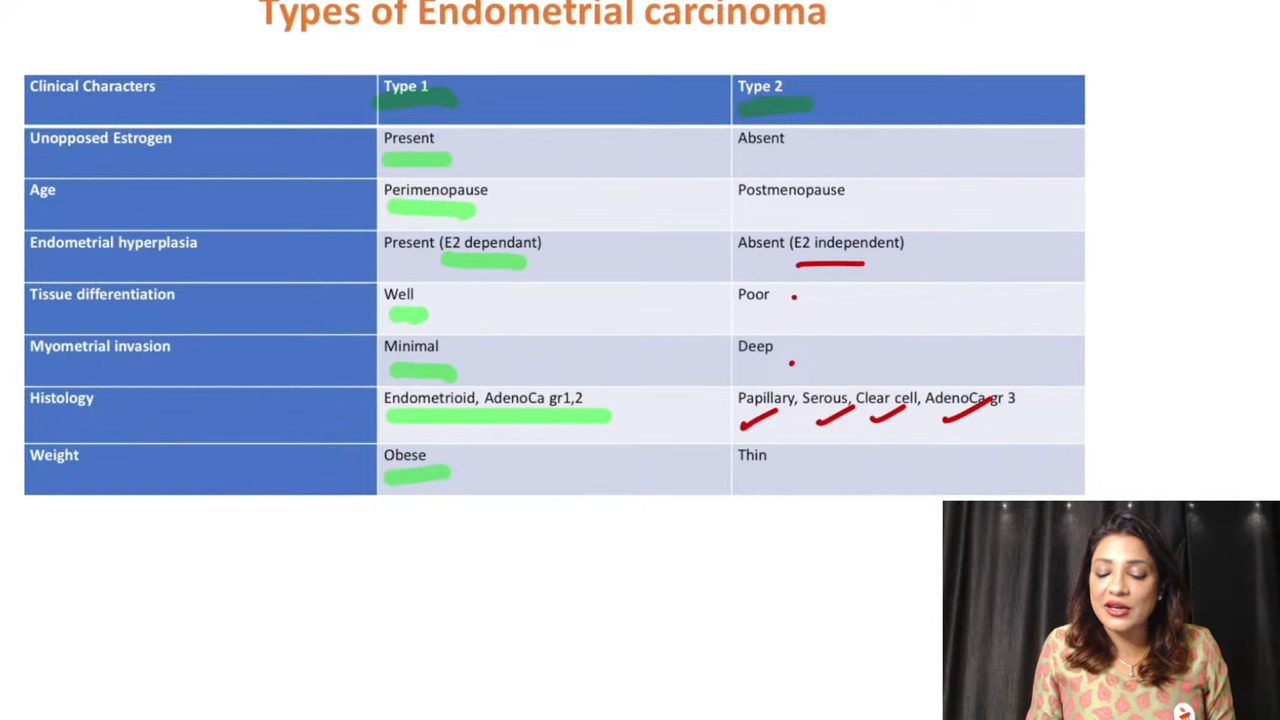 Types of Endometrial carcinoma
Clinical Characters Type 1 Type 2
Unopposed Estrogen Present Absent
Age Perimenopause Postmenopause
Endometrial hyperplasia Present (E2 dependant) Absent (E2 independent)
Tissue differentiation Well Poor
Myometrial invasion Minimal Deep
Histology Endometrioid, AdenoCa gr1,2 Papillary, Serous, Clear cell, AdenoCa gr 3
Weight Obese Thin